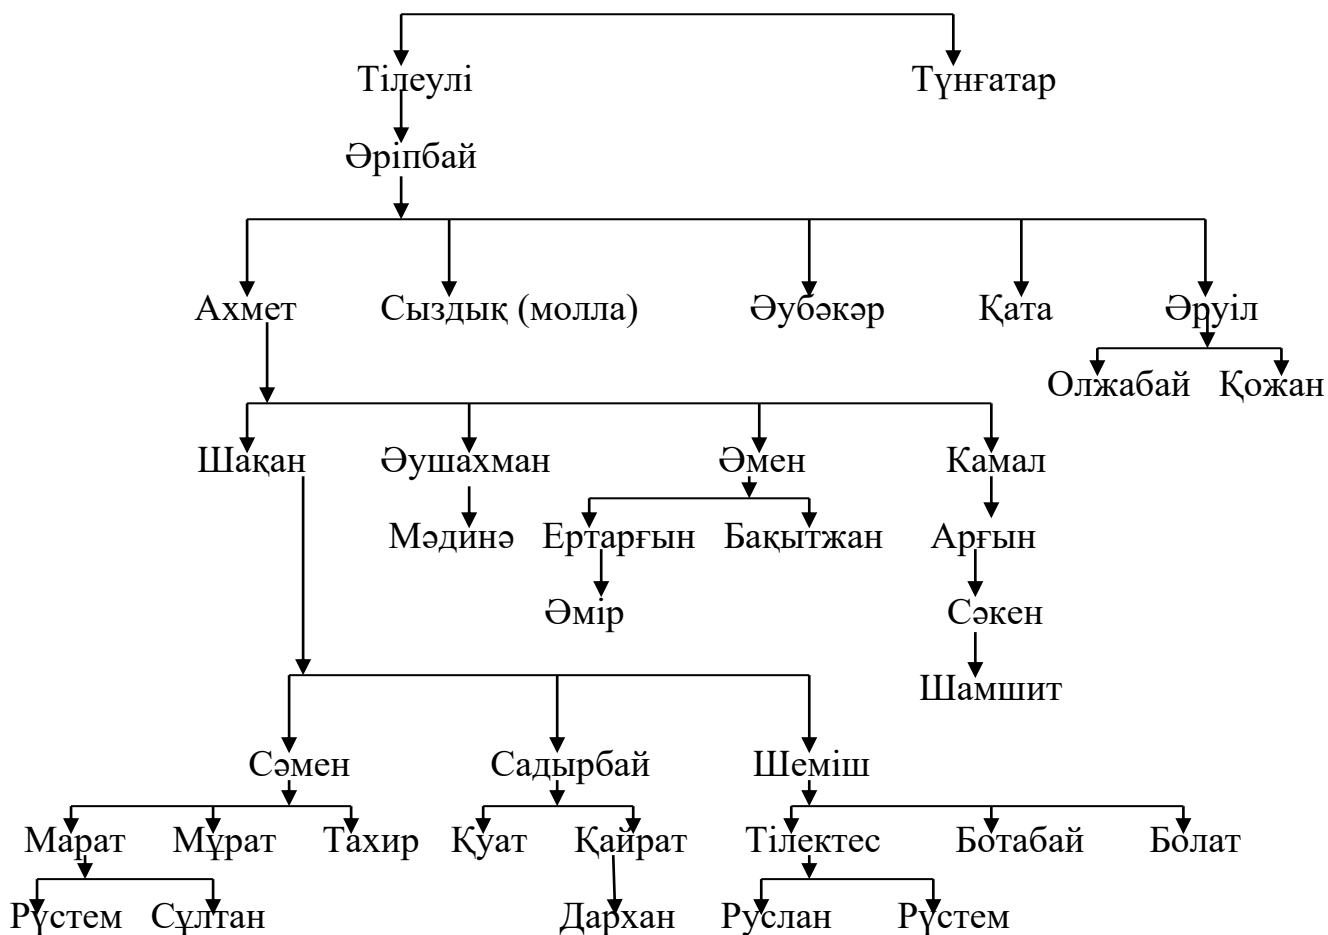 Тілеулі Түнғатар
Әріпбай
Ахмет Сыздық (молла) Әубәкәр Қата Әруіл
Олжабай Қожан
Шақан Әушахман Әмен Камал
Мәдинә Ертарғын Бақытжан Арғын
Әмір Сәкен
Шамшит
Сәмен Садырбай Шеміш
Марат Мұрат Тахир Қуат Қайрат Тілектес Ботабай Болат
Рүстем Сұлтан Дархан Руслан Рүстем